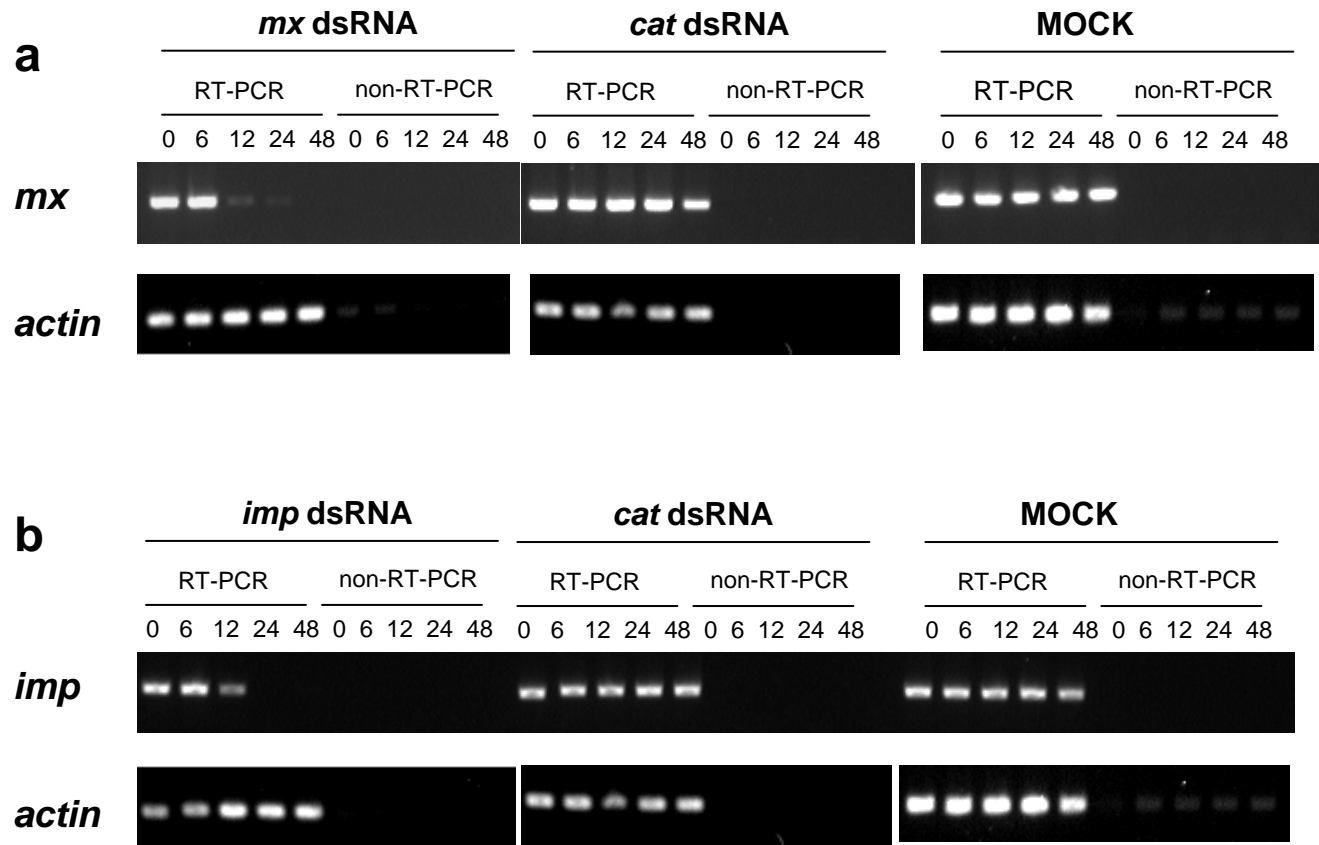 a
mx dsRNA cat dsRNA MOCK
RT-PCR non-RT-PCR RT-PCR non-RT-PCR RT-PCR non-RT-PCR
0 6 12 24 48 0 6 12 24 48 0 6 12 24 48 0 6 12 24 48 0 6 12 24 48 0 6 12 24 48
mx
actin
b
imp dsRNA cat dsRNA MOCK
RT-PCR non-RT-PCR RT-PCR non-RT-PCR RT-PCR non-RT-PCR
0 6 12 24 48 0 6 12 24 48 0 6 12 24 48 0 6 12 24 48 0 6 12 24 48 0 6 12 24 48
imp
actin